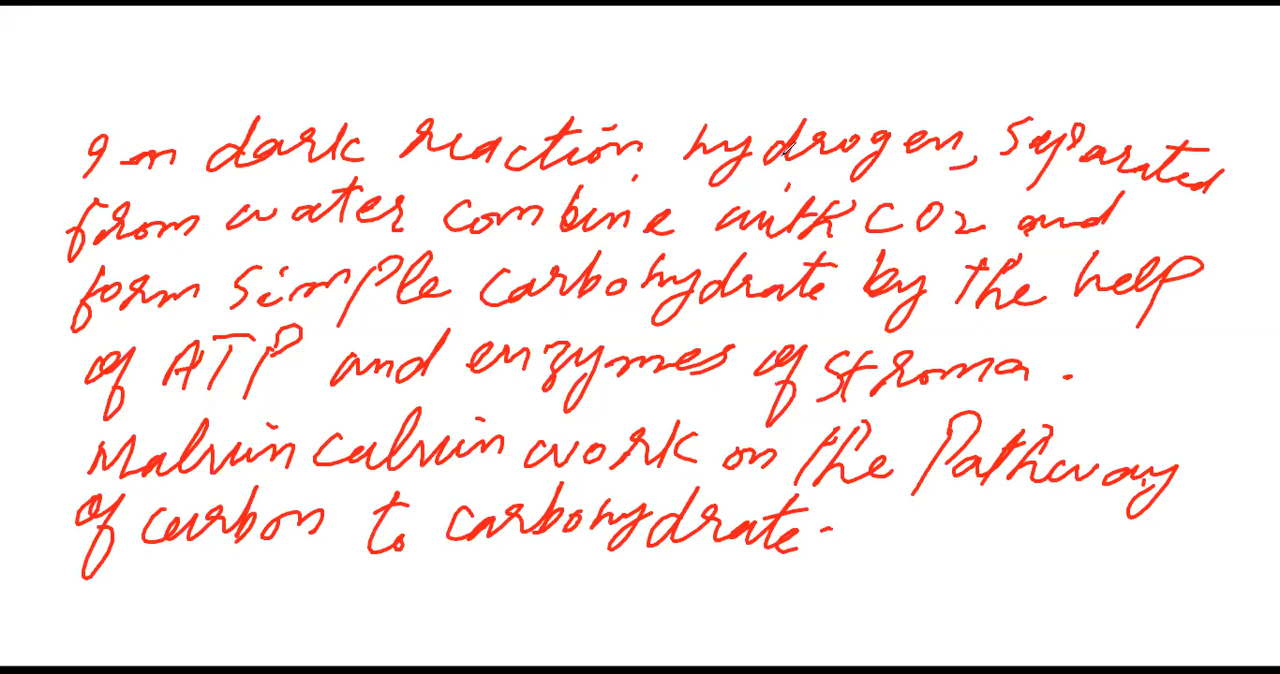 In dark reaction hydrogen, separated
from water combine with CO2 and
form simple carbohydrate by the help
of ATP and enzymes of stroma.
Malvin calvin work on the pathway
of carbon to carbohydrate.